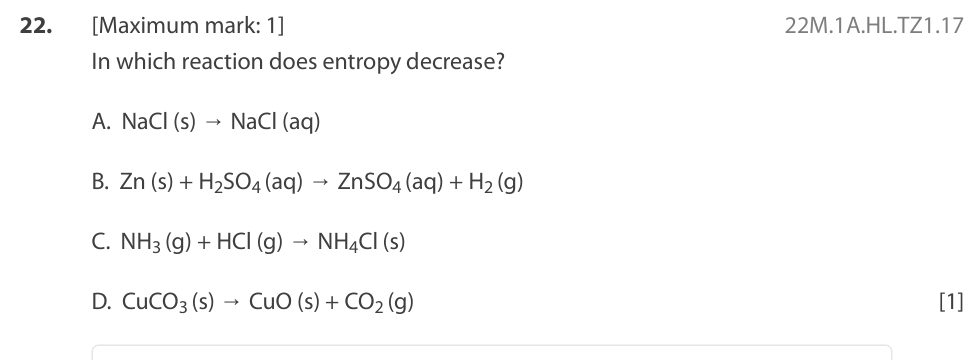 22. [Maximum mark: 1] 22M.1A.HL.TZ1.17
In which reaction does entropy decrease?
A. NaCl (s) → NaCl (aq)
B. Zn (s) + H₂SO₄ (aq) → ZnSO₄ (aq) + H₂ (g)
C. NH₃ (g) + HCl (g) → NH₄Cl (s)
D. CuCO₃ (s) → CuO (s) + CO₂ (g) [1]